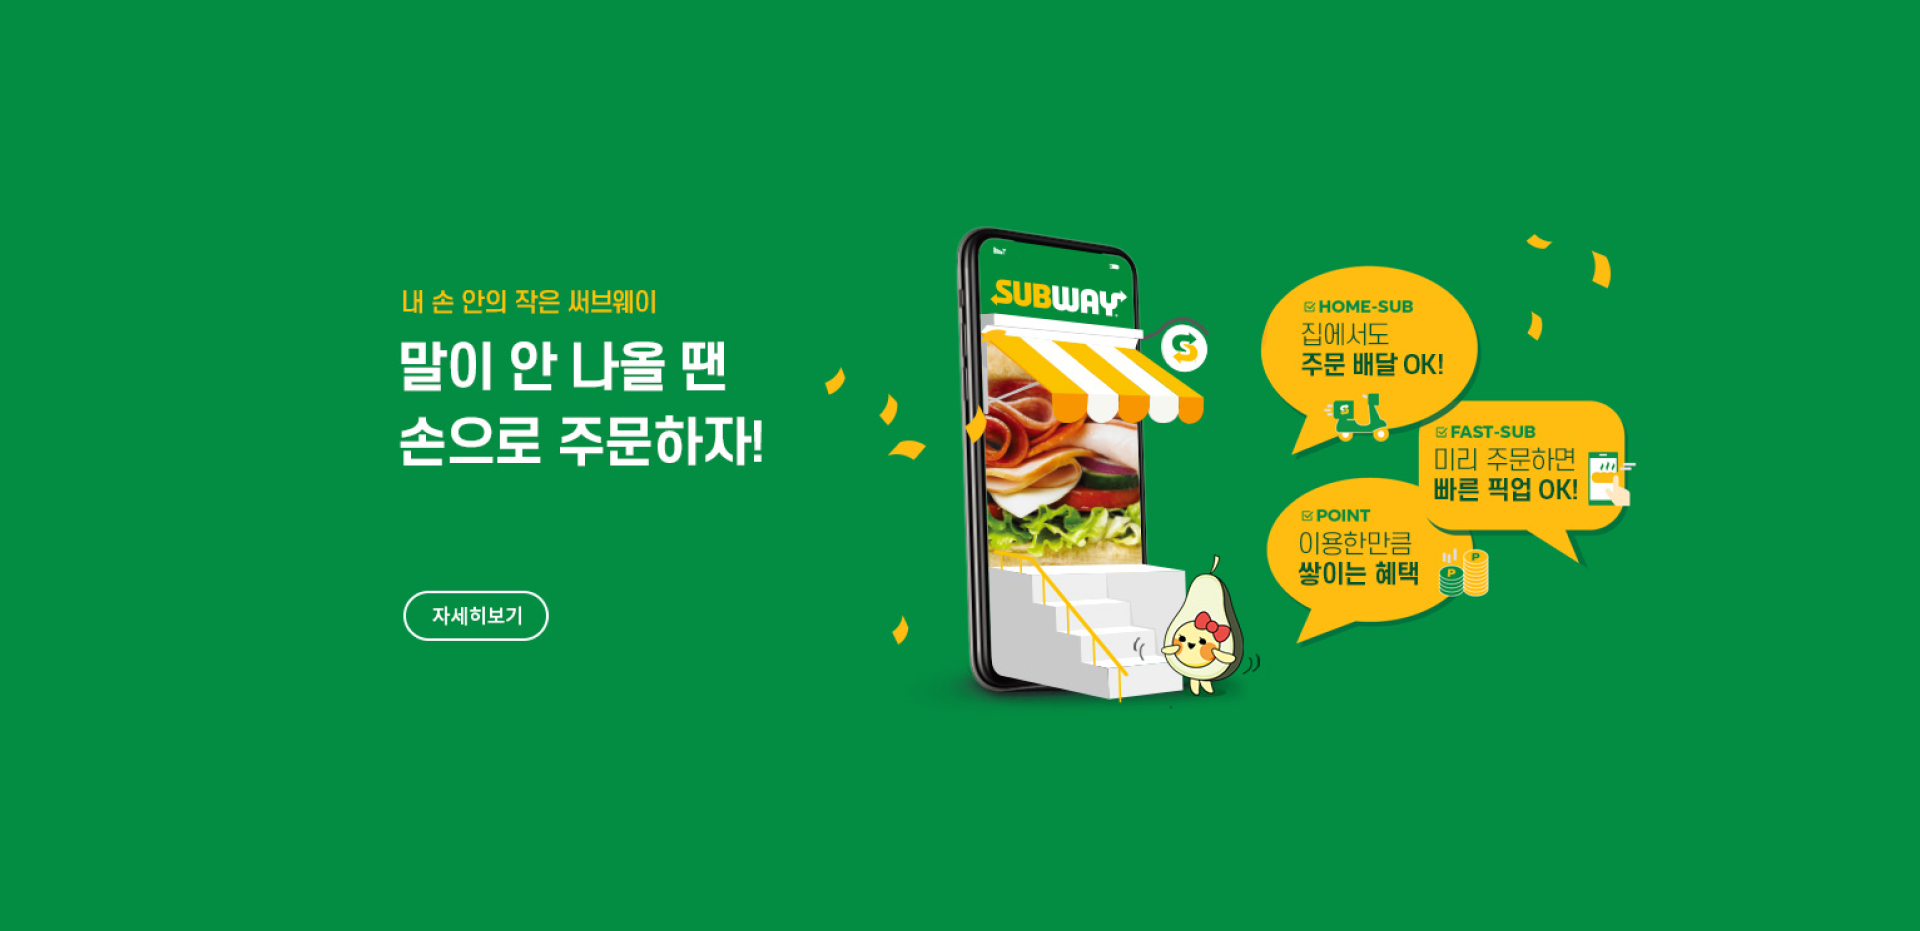 내 손 안의 작은 써브웨이
말이 안 나올 땐
손으로 주문하자!
자세히보기
SUBWAY
S
HOME-SUB
집에서도
주문 배달 OK!
S
FAST-SUB
미리 주문하면
빠른 픽업 OK!
POINT
이용한만큼
쌓이는 혜택
P
P